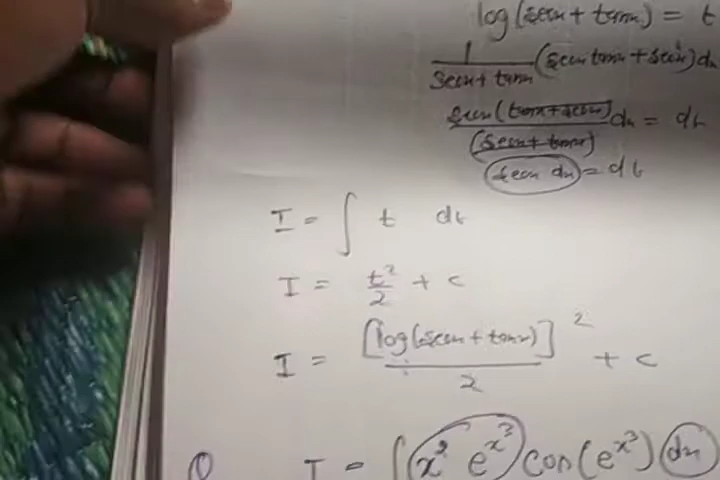 log(secx + tanx) = t
1/(secx + tanx) (secx tanx + sec²x)dx
secx(tanx+secx)/(secx+tanx) dx = dt
secx dx = dt
I = ∫ t dt
I = t²/2 + c
I = [log(secx + tanx)]²/2 + c
Q I = ∫ x² e^x³ cos(e^x³) dx